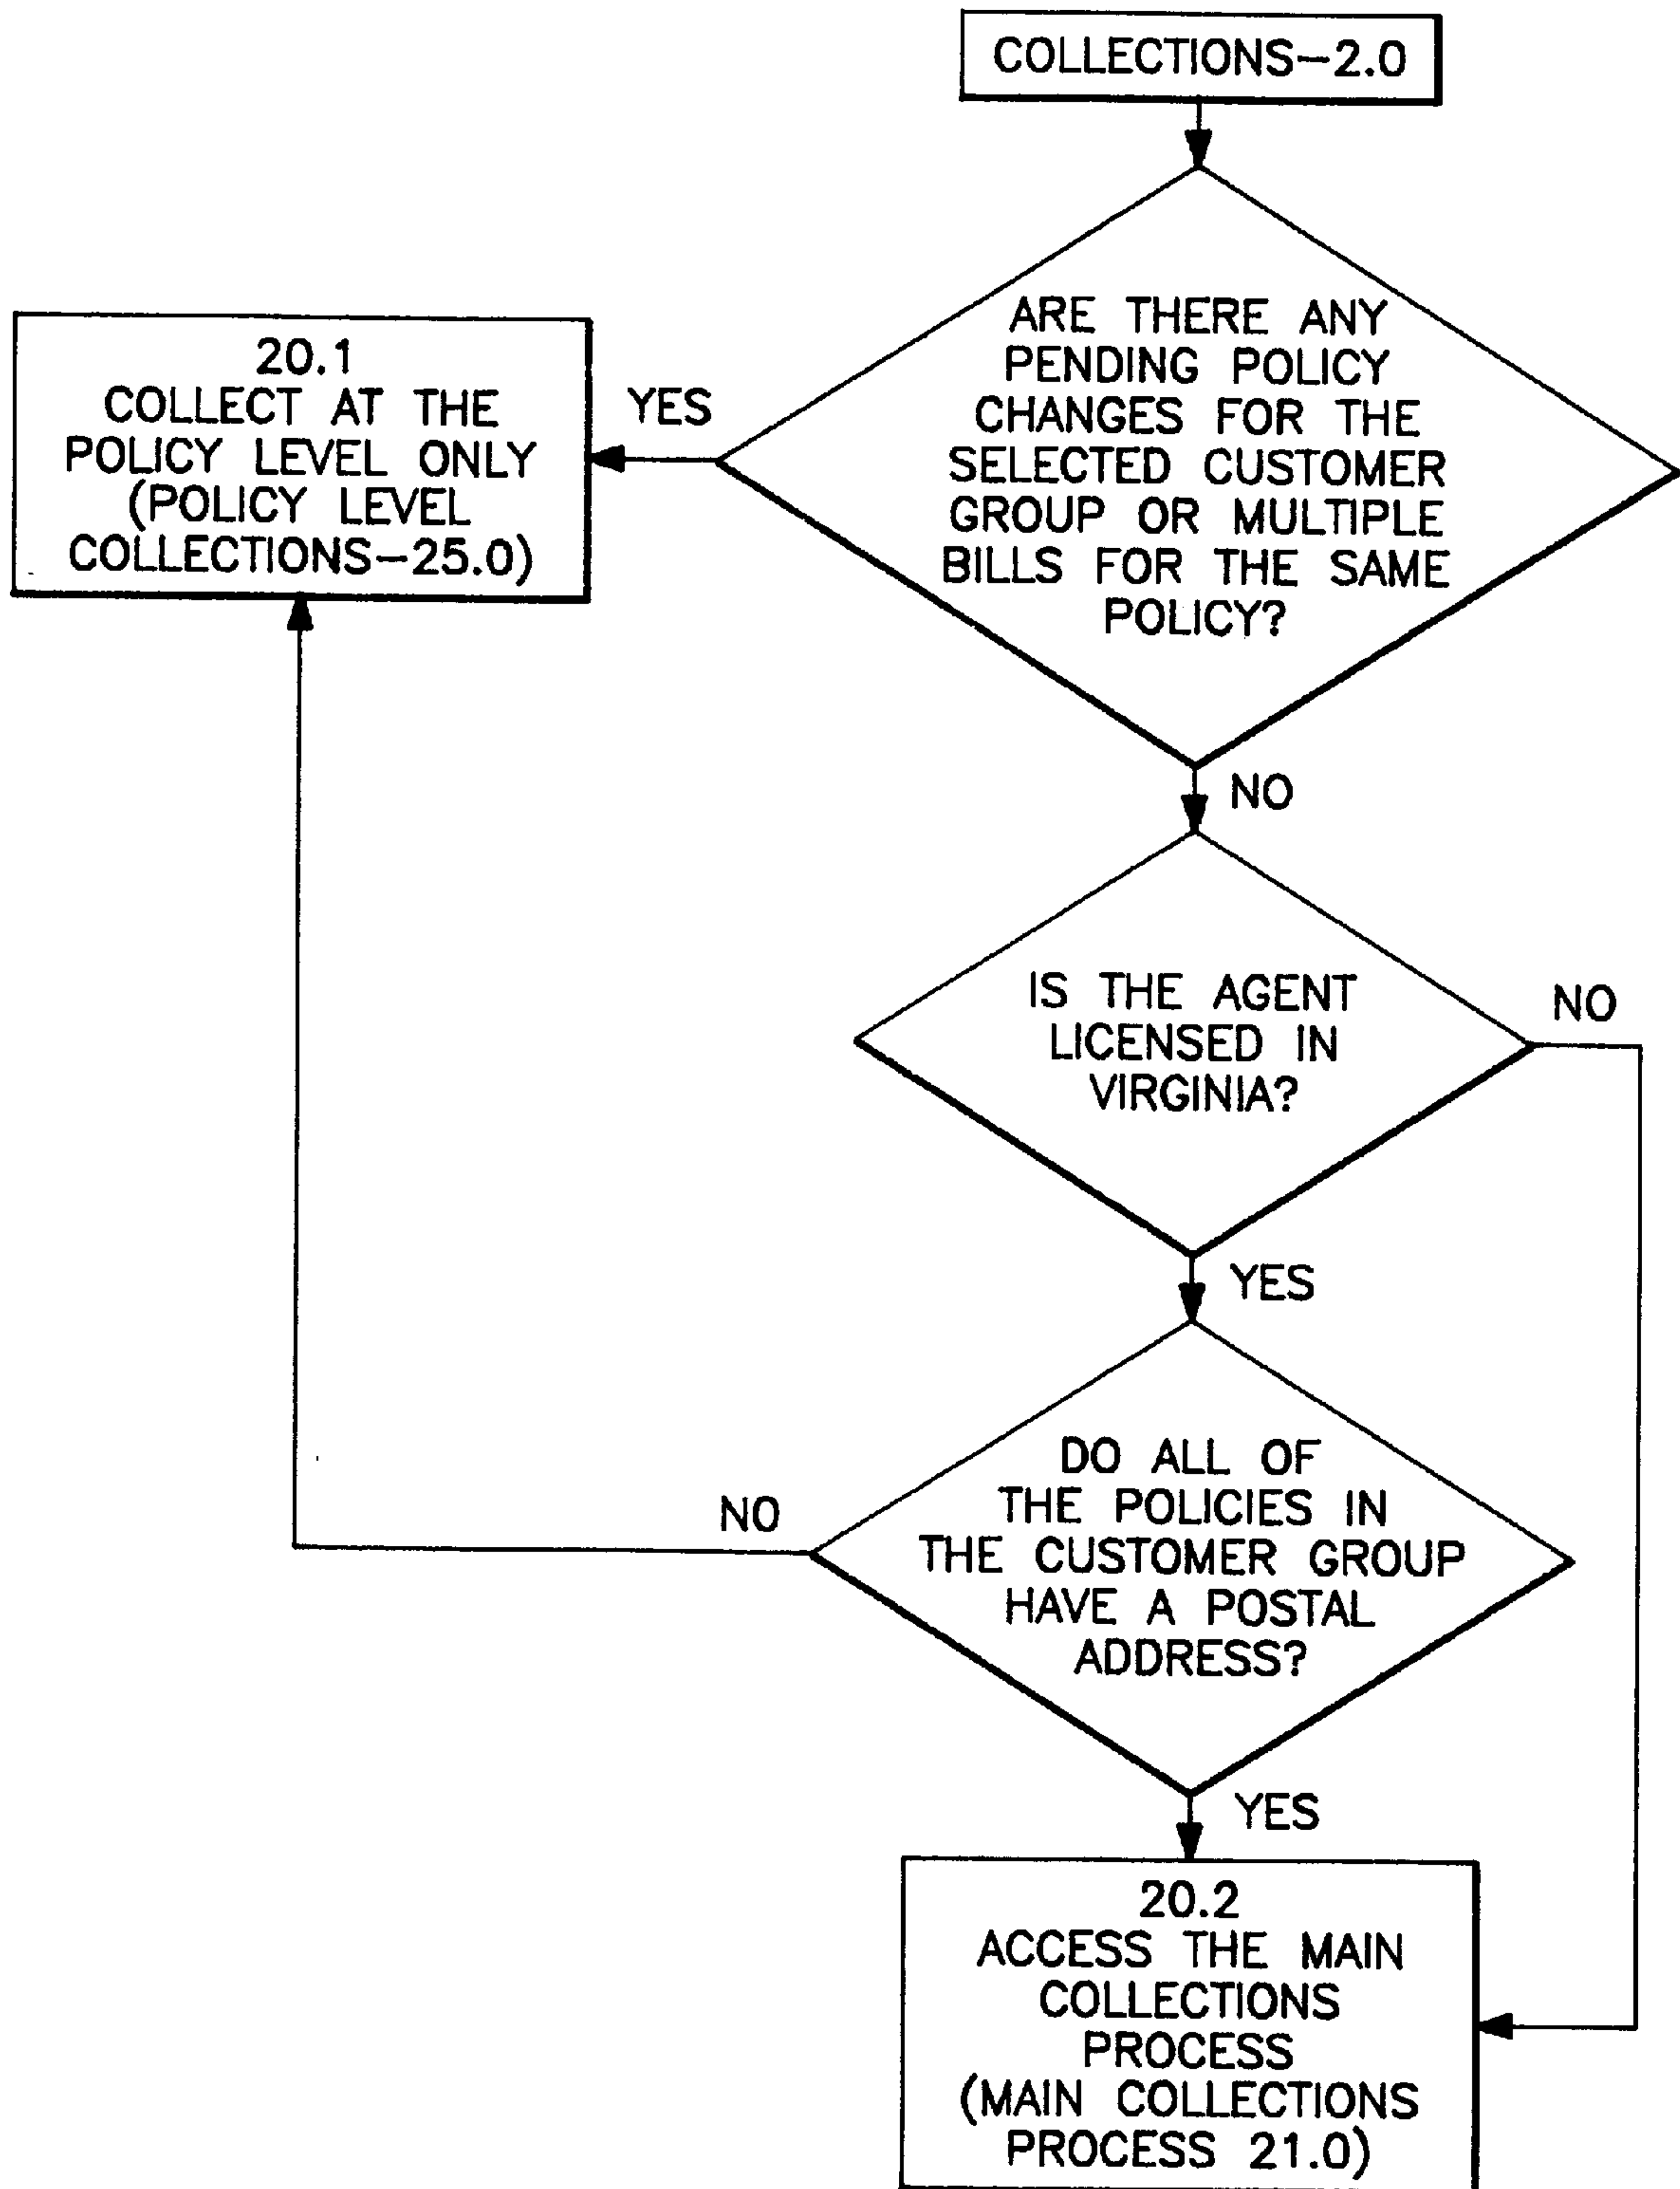 COLLECTIONS-2.0
ARE THERE ANY
PENDING POLICY
CHANGES FOR THE
SELECTED CUSTOMER
GROUP OR MULTIPLE
BILLS FOR THE SAME
POLICY?
YES
20.1
COLLECT AT THE
POLICY LEVEL ONLY
(POLICY LEVEL
COLLECTIONS-25.0)
NO
IS THE AGENT
LICENSED IN
VIRGINIA?
NO
YES
DO ALL OF
THE POLICIES IN
THE CUSTOMER GROUP
HAVE A POSTAL
ADDRESS?
NO
YES
20.2
ACCESS THE MAIN
COLLECTIONS
PROCESS
(MAIN COLLECTIONS
PROCESS 21.0)